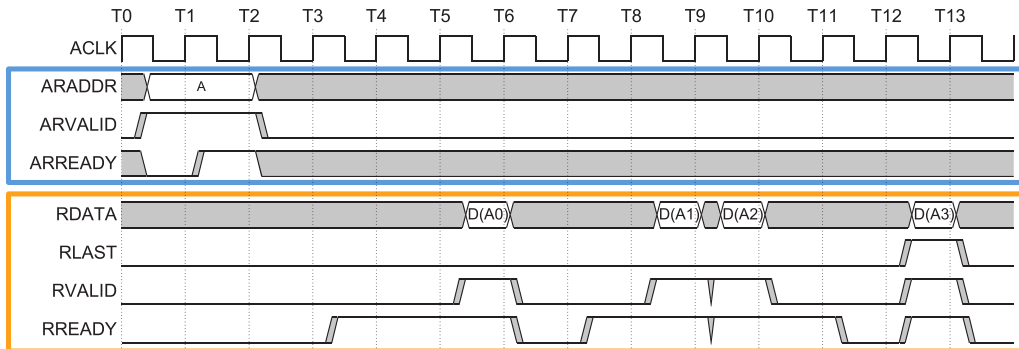 T0 T1 T2 T3 T4 T5 T6 T7 T8 T9 T10 T11 T12 T13
ACLK
ARADDR A
ARVALID
ARREADY
RDATA D(A0) D(A1) D(A2) D(A3)
RLAST
RVALID
RREADY